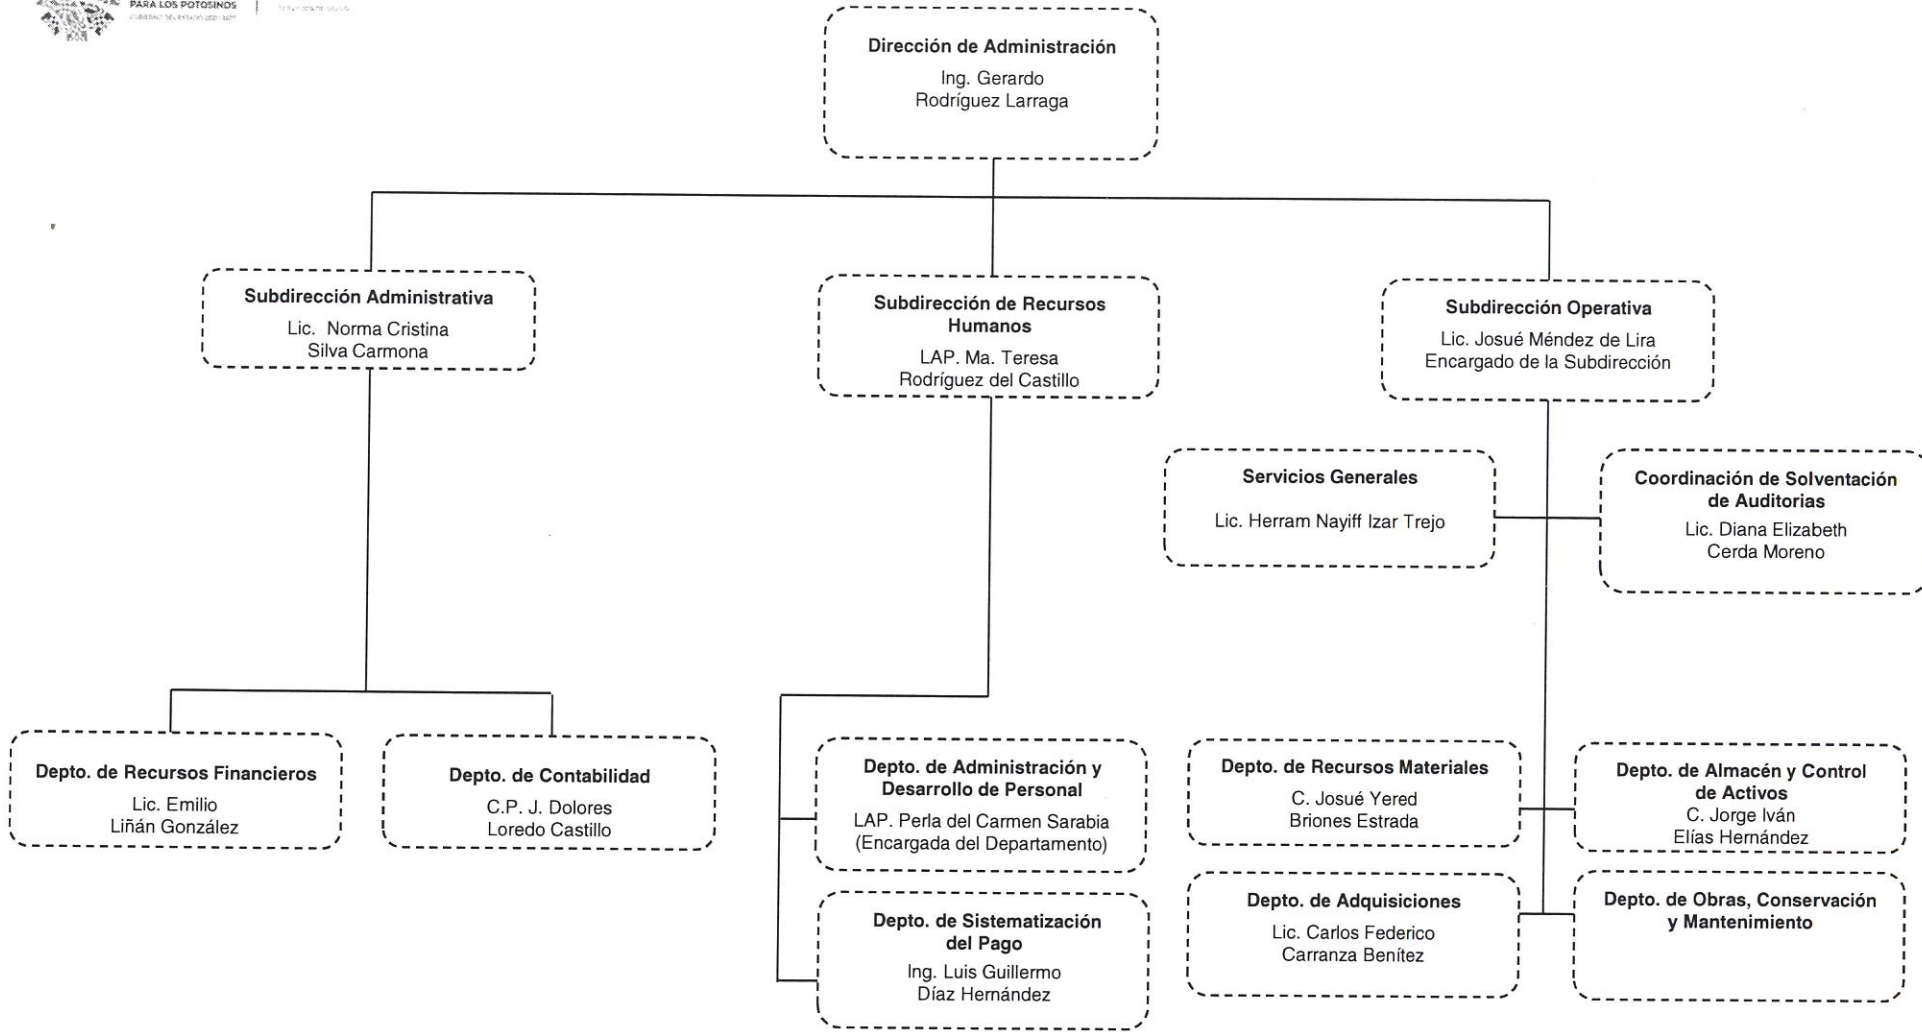 PARA LOS POTOSINOS
Dirección de Administración
Ing. Gerardo
Rodríguez Larraga
Subdirección Administrativa
Lic. Norma Cristina
Silva Carmona
Subdirección de Recursos
Humanos
LAP. Ma. Teresa
Rodríguez del Castillo
Subdirección Operativa
Lic. Josué Méndez de Lira
Encargado de la Subdirección
Servicios Generales
Lic. Herram Nayiff Izar Trejo
Coordinación de Solventación
de Auditorias
Lic. Diana Elizabeth
Cerda Moreno
Depto. de Recursos Financieros
Lic. Emilio
Liñán González
Depto. de Contabilidad
C.P. J. Dolores
Loredo Castillo
Depto. de Administración y
Desarrollo de Personal
LAP. Perla del Carmen Sarabia
(Encargada del Departamento)
Depto. de Sistematización
del Pago
Ing. Luis Guillermo
Díaz Hernández
Depto. de Recursos Materiales
C. Josué Yered
Briones Estrada
Depto. de Almacén y Control
de Activos
C. Jorge Iván
Elías Hernández
Depto. de Adquisiciones
Lic. Carlos Federico
Carranza Benítez
Depto. de Obras, Conservación
y Mantenimiento